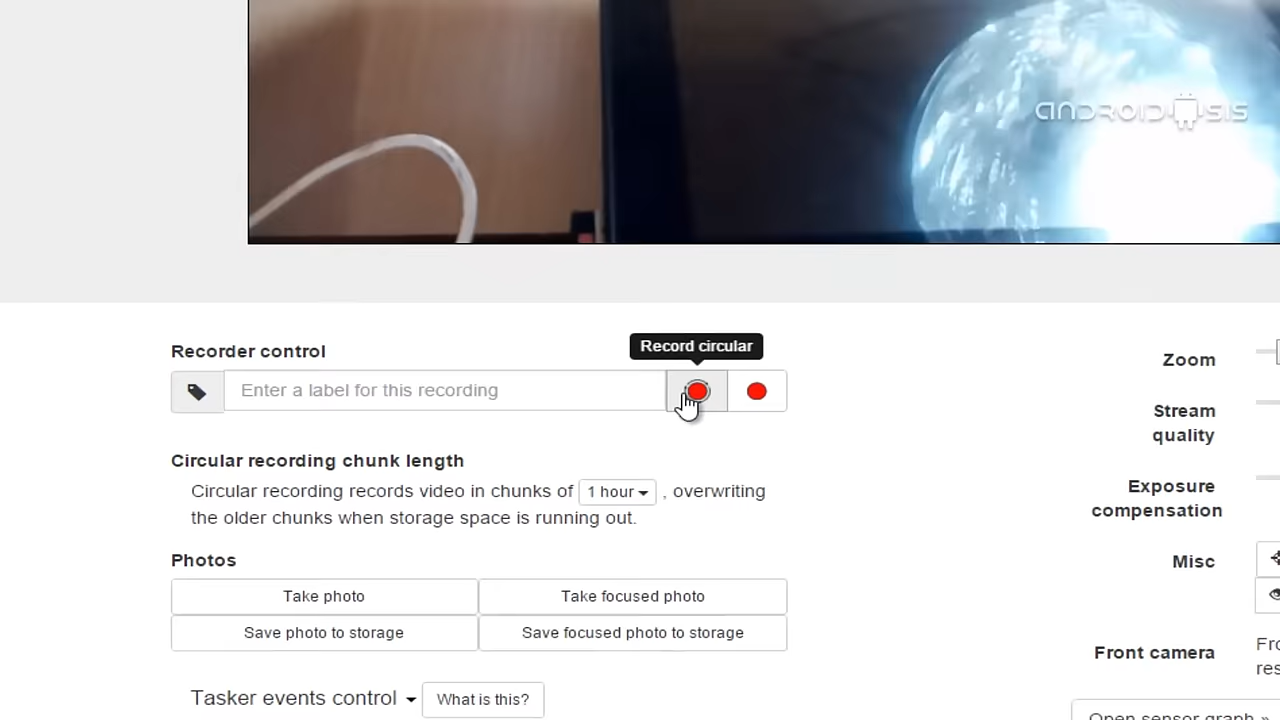 ANDROIDSIS
Recorder control
Record circular
Enter a label for this recording
Circular recording chunk length
Circular recording records video in chunks of 1 hour , overwriting
the older chunks when storage space is running out.
Photos
Take photo
Take focused photo
Save photo to storage
Save focused photo to storage
Tasker events control
What is this?
Zoom
Stream
quality
Exposure
compensation
Misc
Front camera
Open sensor graph »